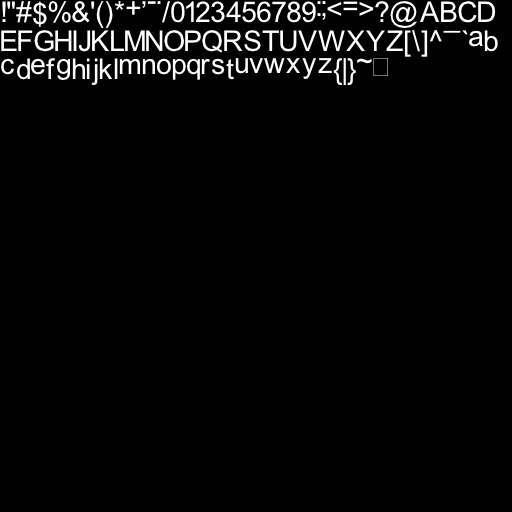 !"#$%&'()*+,-./0123456789:;<=>?@ABCD
EFGHIJKLMNOPQRSTUVWXYZ[\]^_`ab
cdefghijklmnopqrstuvwxyz{|}~□